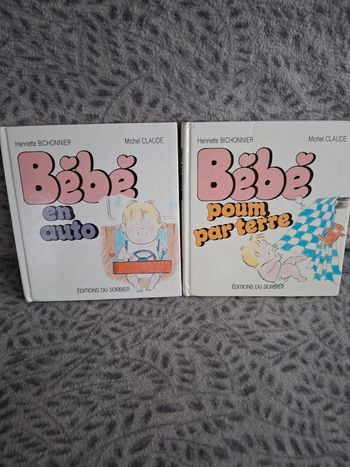 Henriette BICHONNIER Michel CLAUDE
Bébé
en
auto
ÉDITIONS DU SORBIER
Henriette BICHONNIER Michel CLAUDE
Bébé
poum
par terre
ÉDITIONS DU SORBIER